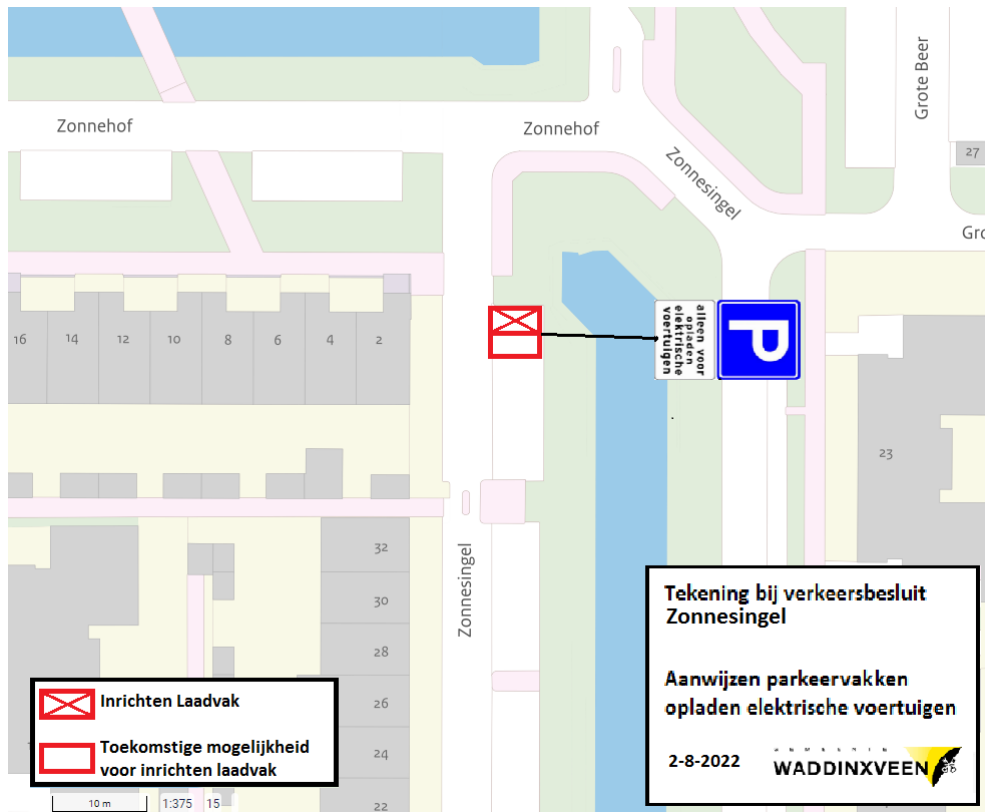 Grote Beer
Zonnehof
Zonnehof
27
Zonnesingel
Gro
16
14
12
10
8
6
4
2
alleen voor
opladen
elektrische
voertuigen
P
23
32
30
28
26
24
22
Zonnesingel
Tekening bij verkeersbesluit
Zonnesingel
Aanwijzen parkeervakken
opladen elektrische voertuigen
2-8-2022
GEMEENTE
WADDINXVEEN
Inrichten Laadvak
Toekomstige mogelijkheid
voor inrichten laadvak
10 m
1:375
15